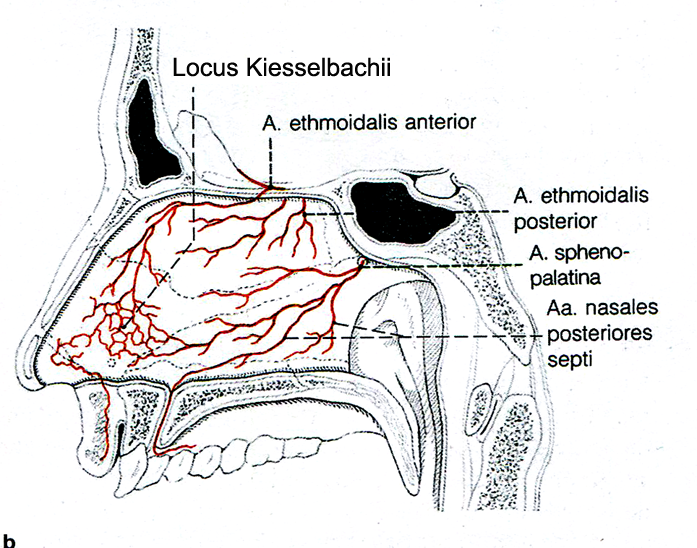 Locus Kiesselbachii
A. ethmoidalis anterior
A. ethmoidalis
posterior
A. spheno-
palatina
Aa. nasales
posteriores
septi
b